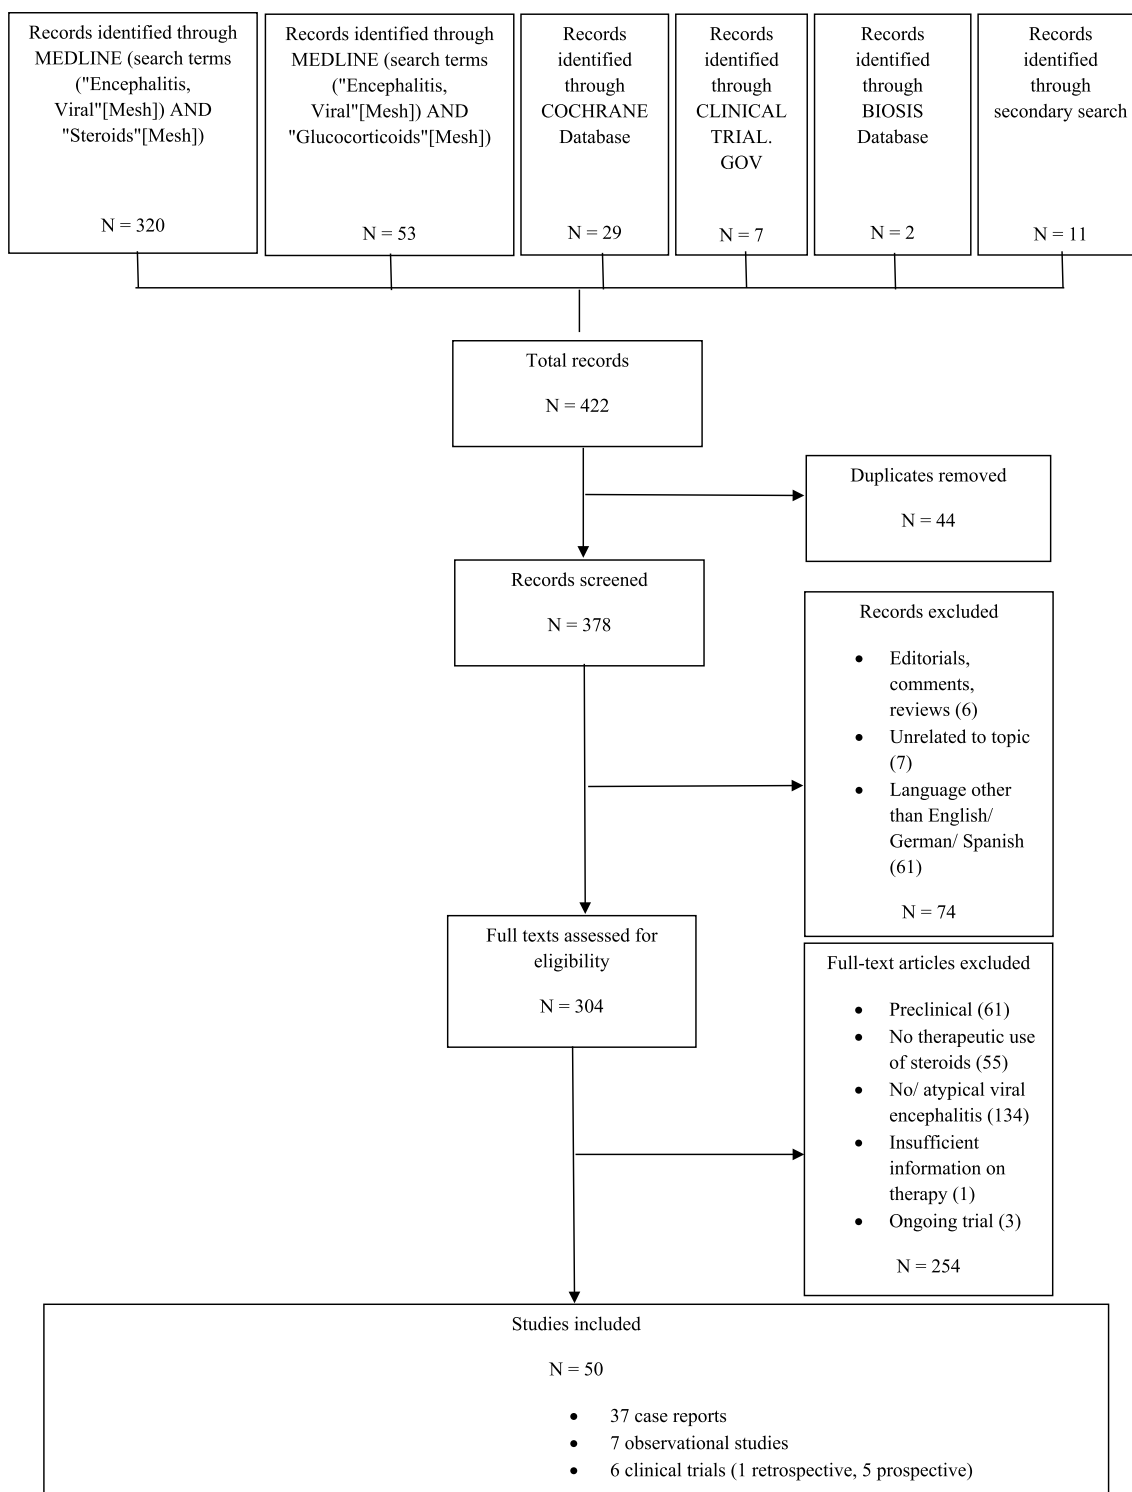 Records identified through
MEDLINE (search terms
("Encephalitis,
Viral"[Mesh]) AND
"Steroids"[Mesh])
N = 320
Records identified through
MEDLINE (search terms
("Encephalitis,
Viral"[Mesh]) AND
"Glucocorticoids"[Mesh])
N = 53
Records
identified
through
COCHRANE
Database
N = 29
Records
identified
through
CLINICAL
TRIAL.
GOV
N = 7
Records
identified
through
BIOSIS
Database
N = 2
Records
identified
through
secondary search
N = 11
Total records
N = 422
Duplicates removed
N = 44
Records screened
N = 378
Records excluded
• Editorials,
comments,
reviews (6)
• Unrelated to topic
(7)
• Language other
than English/
German/ Spanish
(61)
N = 74
Full texts assessed for
eligibility
N = 304
Full-text articles excluded
• Preclinical (61)
• No therapeutic use
of steroids (55)
• No/ atypical viral
encephalitis (134)
• Insufficient
information on
therapy (1)
• Ongoing trial (3)
N = 254
Studies included
N = 50
• 37 case reports
• 7 observational studies
• 6 clinical trials (1 retrospective, 5 prospective)